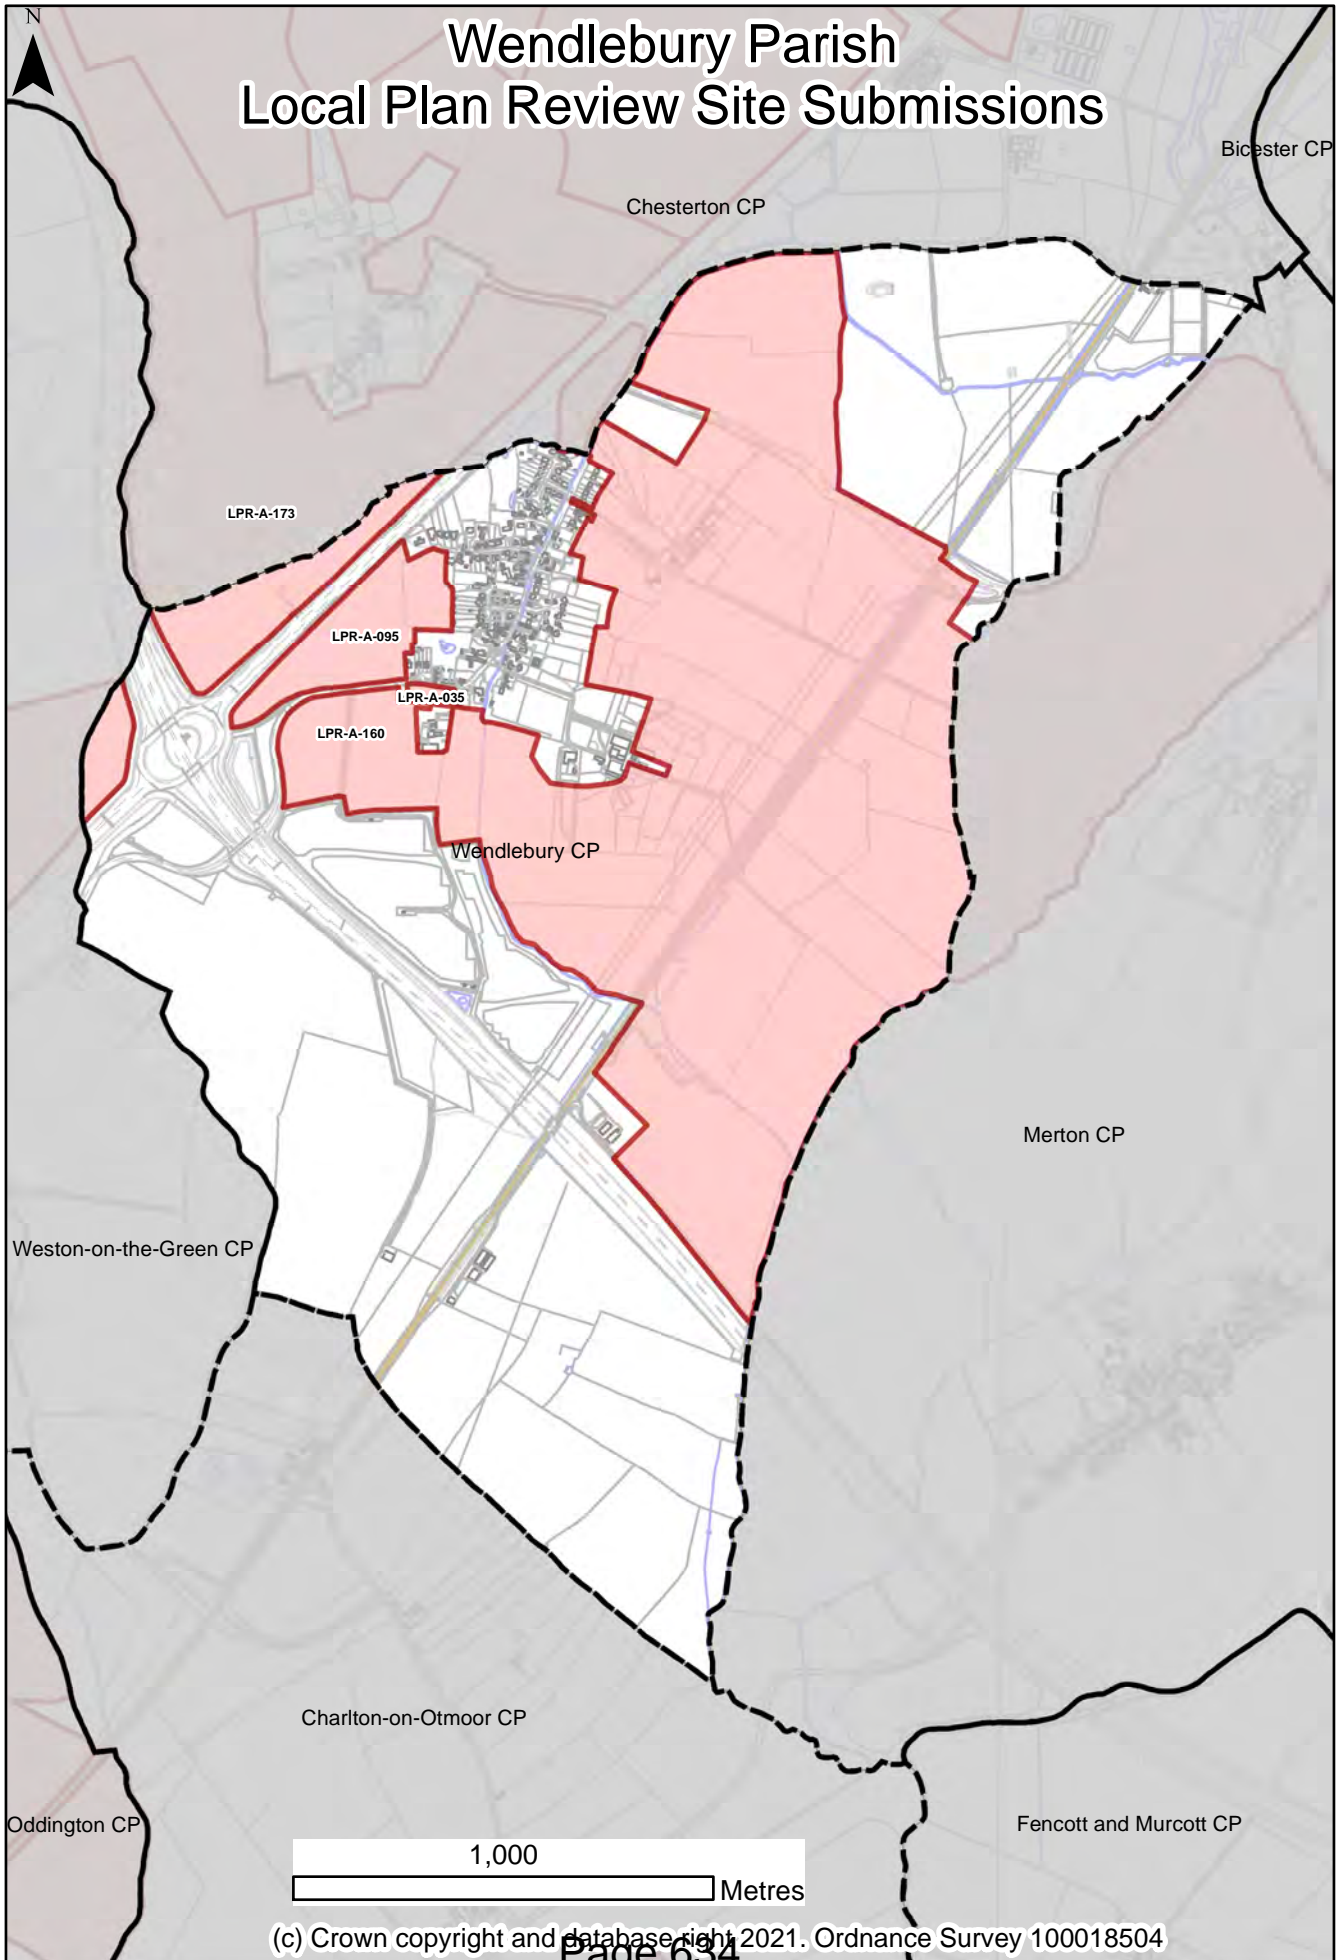 N
Wendlebury Parish
Local Plan Review Site Submissions
Bicester CP
Chesterton CP
LPR-A-173
LPR-A-095
LPR-A-035
LPR-A-160
Wendlebury CP
Merton CP
Weston-on-the-Green CP
Charlton-on-Otmoor CP
Oddington CP
Fencott and Murcott CP
1,000
Metres
(c) Crown copyright and database right 2021. Ordnance Survey 100018504
Page 634